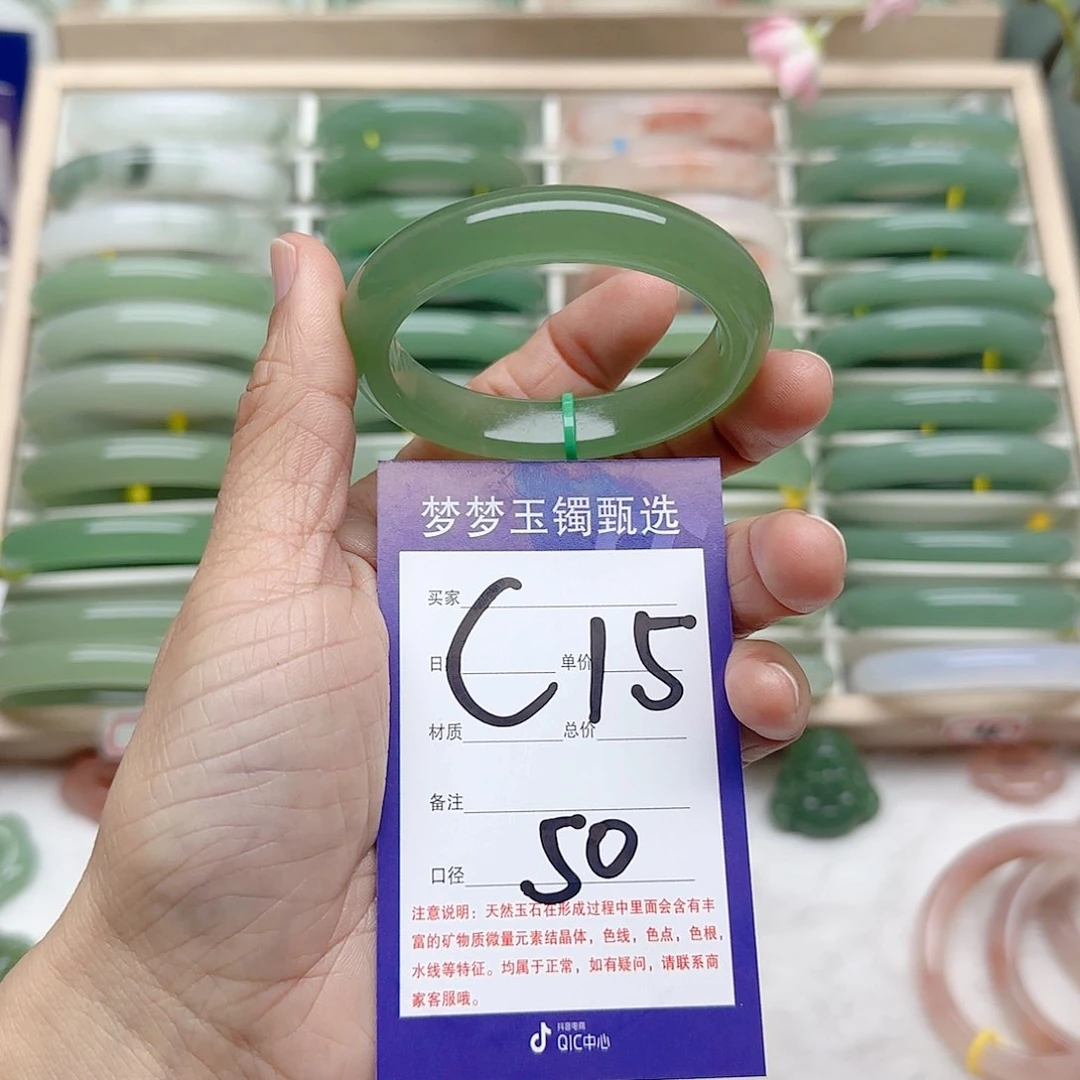 梦梦玉镯甄选
买家
C15
日 单价
材质 总价
备注
50
口径
注意说明：天然玉石在形成过程中里面会含有丰
富的矿物质微量元素结晶体，色线，色点，色根，
水线等特征。均属于正常，如有疑问，请联系商
家客服哦。
抖音电商
QIC中心